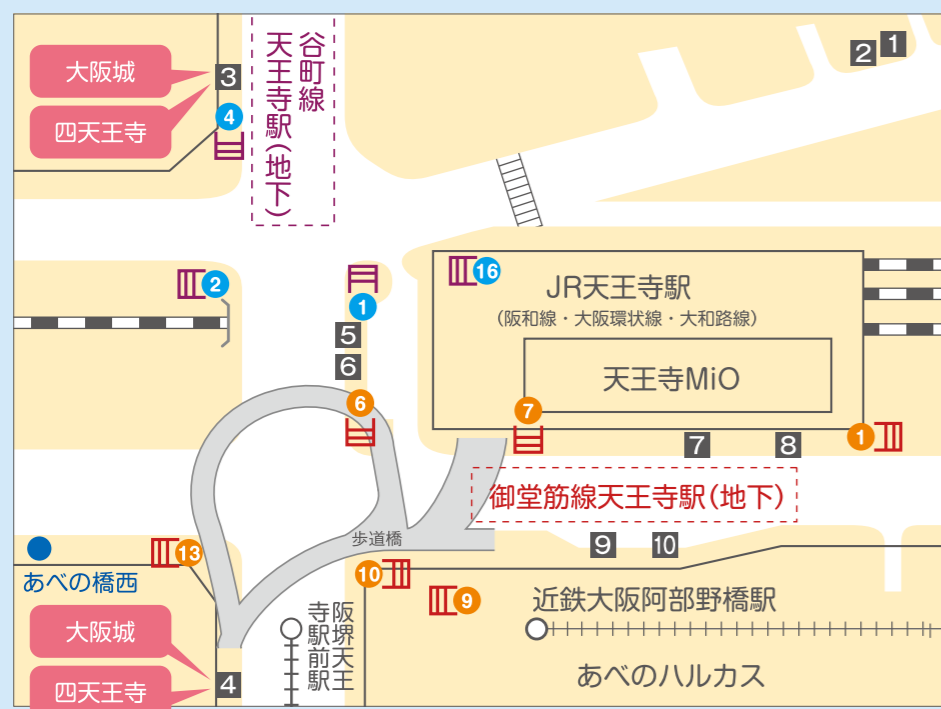 大阪城
四天王寺
3
4
谷町線
天王寺駅(地下)
2
1
2
1
5
6
6
16
JR天王寺駅
(阪和線・大阪環状線・大和路線)
天王寺MiO
7
7
8
1
御堂筋線天王寺駅(地下)
歩道橋
9
10
13
あべの橋西
10
9
近鉄大阪阿部野橋駅
あべのハルカス
阪堺天王
寺駅前駅
大阪城
四天王寺
4